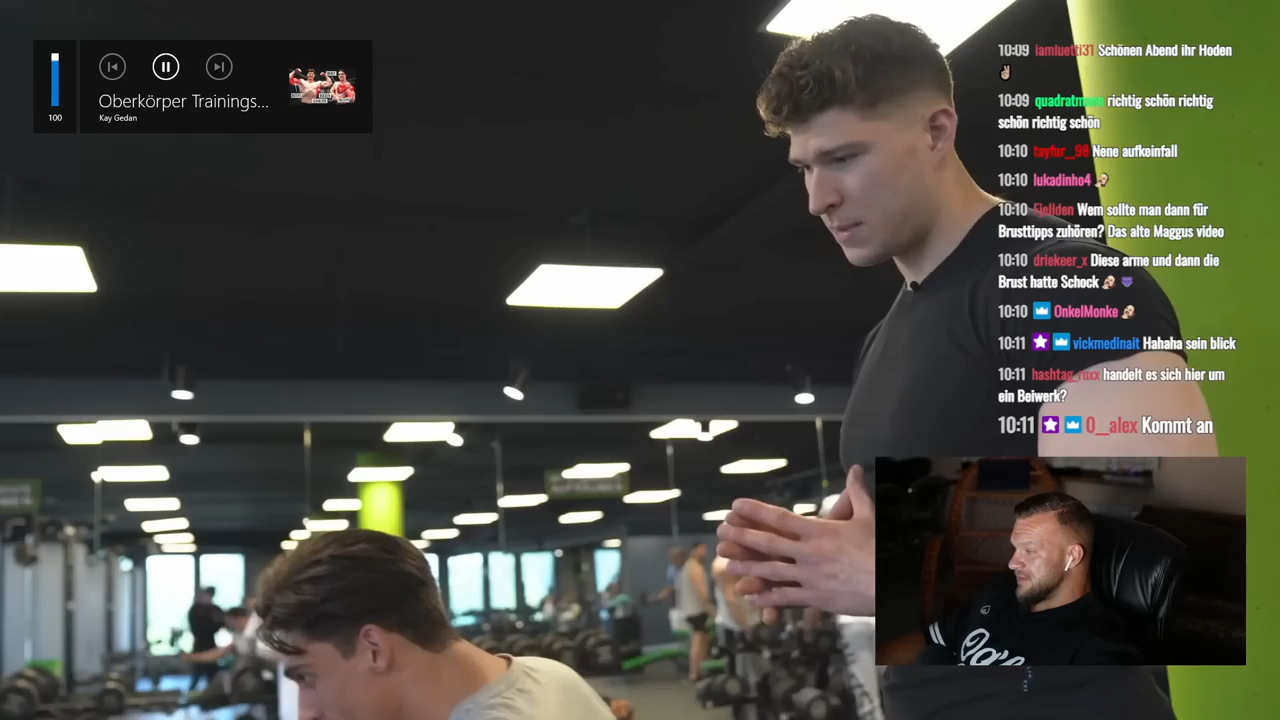 Oberkörper Trainings...
Kay Gedan
100
10:09 iamluetti31 Schönen Abend ihr Hoden
10:09 quadratmann richtig schön richtig
schön richtig schön
10:10 tayfur__98 Nene aufkeinfall
10:10 lukadinho4
10:10 Fjellden Wem sollte man dann für
Brusttipps zuhören? Das alte Maggus video
10:10 driekeer_x Diese arme und dann die
Brust hatte Schock
10:10 OnkelMonke
10:11 vickmedinait Hahaha sein blick
10:11 handelt es sich hier um
ein Beiwerk?
10:11 0__alex Kommt an